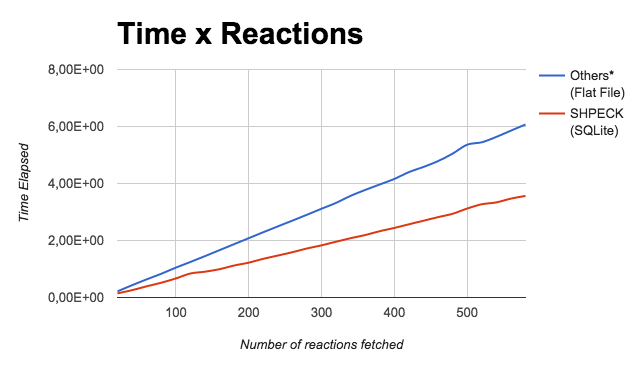 Time x Reactions
8,00E+00
6,00E+00
4,00E+00
2,00E+00
0,00E+00
Time Elapsed
100
200
300
400
500
Number of reactions fetched
Others*
(Flat File)
SHPECK
(SQLite)